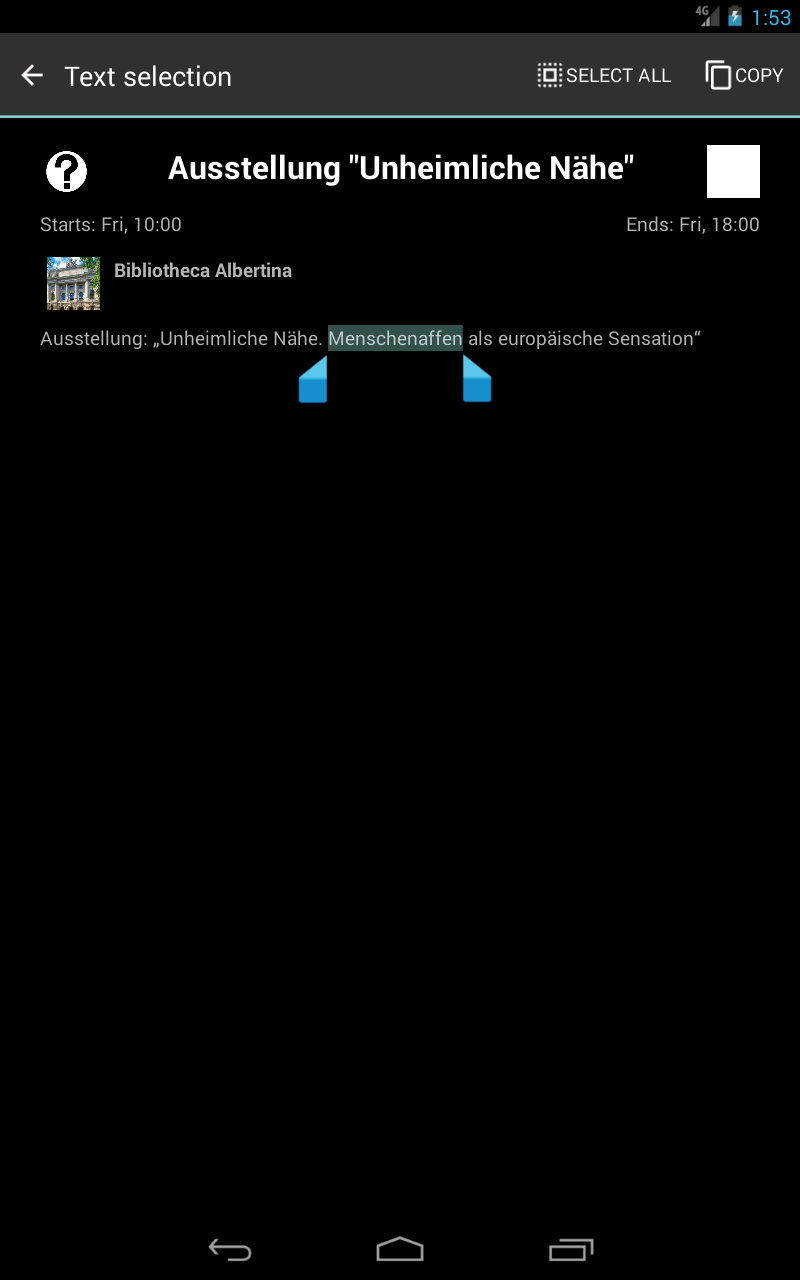 4G 1:53
Text selection SELECT ALL COPY
Ausstellung "Unheimliche Nähe"
Starts: Fri, 10:00 Ends: Fri, 18:00
Bibliotheca Albertina
Ausstellung: „Unheimliche Nähe. Menschenaffen als europäische Sensation“